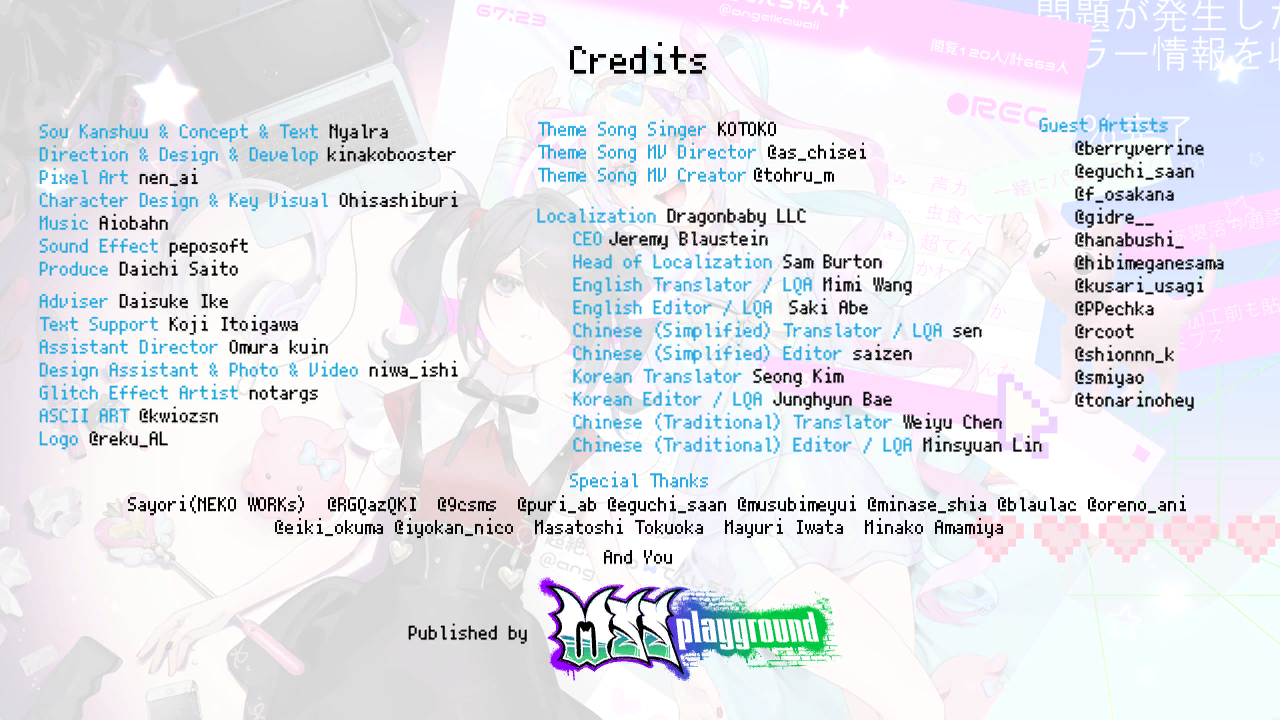 67:23
@angelkawaii
問題が発生し
ラー情報を収
閲覧120人/計663人
REC
Credits
Sou Kanshuu & Concept & Text Nyalra
Direction & Design & Develop kinakobooster
Pixel Art nen_ai
Character Design & Key Visual Ohisashiburi
Music Aiobahn
Sound Effect peposoft
Produce Daichi Saito
Adviser Daisuke Ike
Text Support Koji Itoigawa
Assistant Director Omura kuin
Design Assistant & Photo & Video niwa_ishi
Glitch Effect Artist notargs
ASCII ART @kwiozsn
Logo @reku_AL
Theme Song Singer KOTOKO
Theme Song MV Director @as_chisei
Theme Song MV Creator @tohru_m
Localization Dragonbaby LLC
CEO Jeremy Blaustein
Head of Localization Sam Burton
English Translator / LQA Mimi Wang
English Editor / LQA Saki Abe
Chinese (Simplified) Translator / LQA sen
Chinese (Simplified) Editor saizen
Korean Translator Seong Kim
Korean Editor / LQA Junghyun Bae
Chinese (Traditional) Translator Weiyu Chen
Chinese (Traditional) Editor / LQA Minsyuan Lin
Guest Artists
@berryverrine
@eguchi_saan
@f_osakana
@gidre__
@hanabushi_
@hibimeganesama
@kusari_usagi
@PPechka
@rcoot
@shionnn_k
@smiyao
@tonarinohey
Special Thanks
Sayori(NEKO WORKs) @RGQazQKI @9csms @puri_ab @eguchi_saan @musubimeyui @minase_shia @blaulac @oreno_ani
@eiki_okuma @iyokan_nico Masatoshi Tokuoka Mayuri Iwata Minako Amamiya
And You
Published by WSS playground